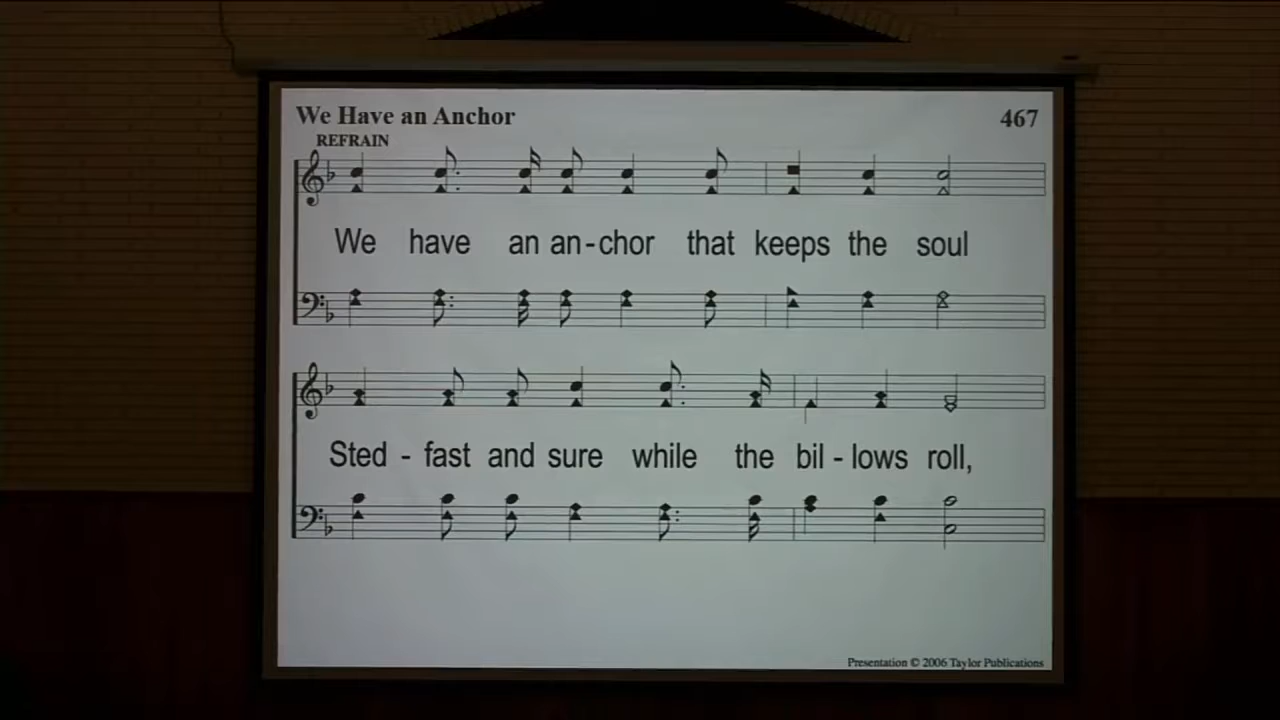 We Have an Anchor
467
REFRAIN
We have an an-chor that keeps the soul
Sted - fast and sure while the bil - lows roll,
Presentation © 2006 Taylor Publications